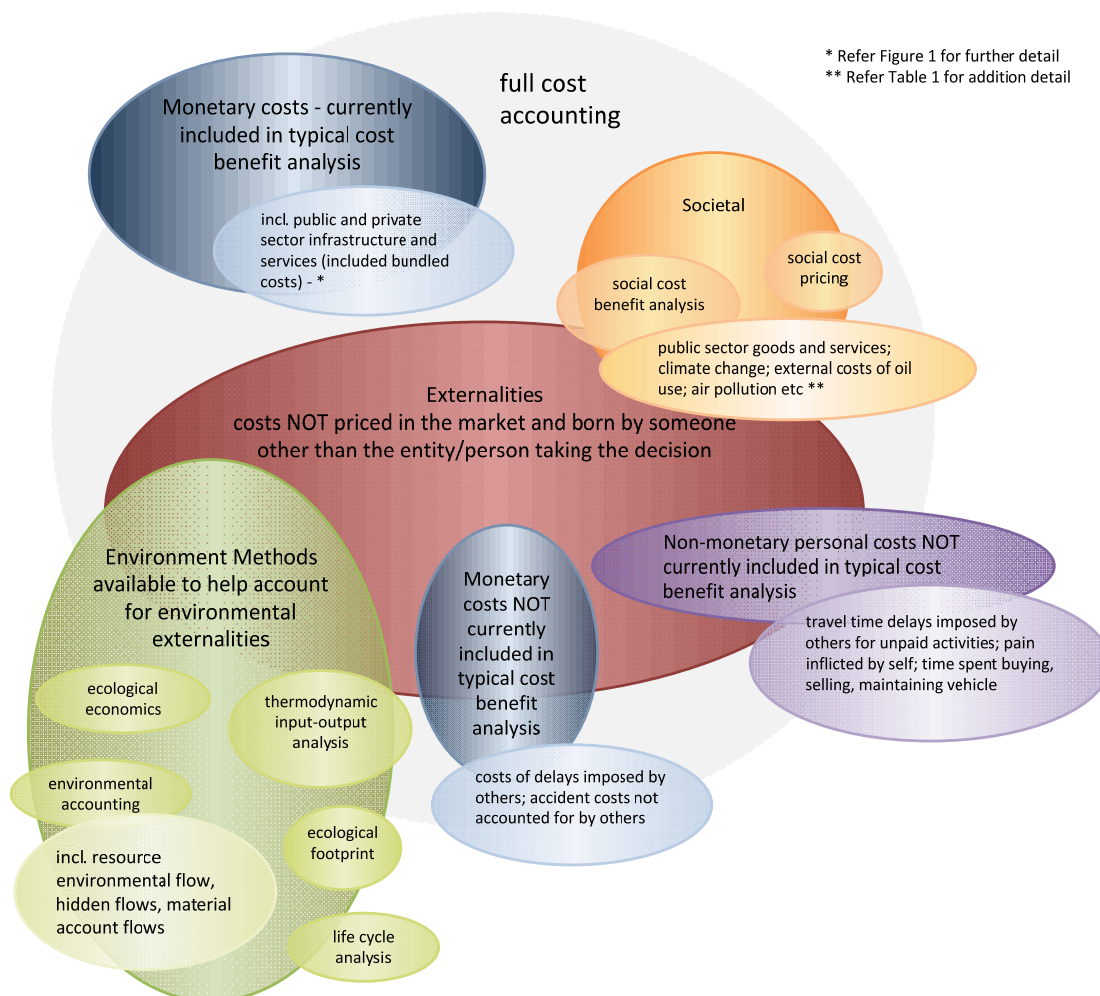 * Refer Figure 1 for further detail
** Refer Table 1 for addition detail
full cost
accounting
Monetary costs - currently
included in typical cost
benefit analysis
incl. public and private
sector infrastructure and
services (included bundled
costs) - *
Societal
social cost
pricing
social cost
benefit analysis
public sector goods and services;
climate change; external costs of oil
use; air pollution etc **
Externalities
costs NOT priced in the market and born by someone
other than the entity/person taking the decision
Environment Methods
available to help account
for environmental
externalities
ecological
economics
thermodynamic
input-output
analysis
environmental
accounting
ecological
footprint
incl. resource
environmental flow,
hidden flows, material
account flows
life cycle
analysis
Monetary
costs NOT
currently
included in
typical cost
benefit
analysis
costs of delays imposed by
others; accident costs not
accounted for by others
Non-monetary personal costs NOT
currently included in typical cost
benefit analysis
travel time delays imposed by
others for unpaid activities; pain
inflicted by self; time spent buying,
selling, maintaining vehicle